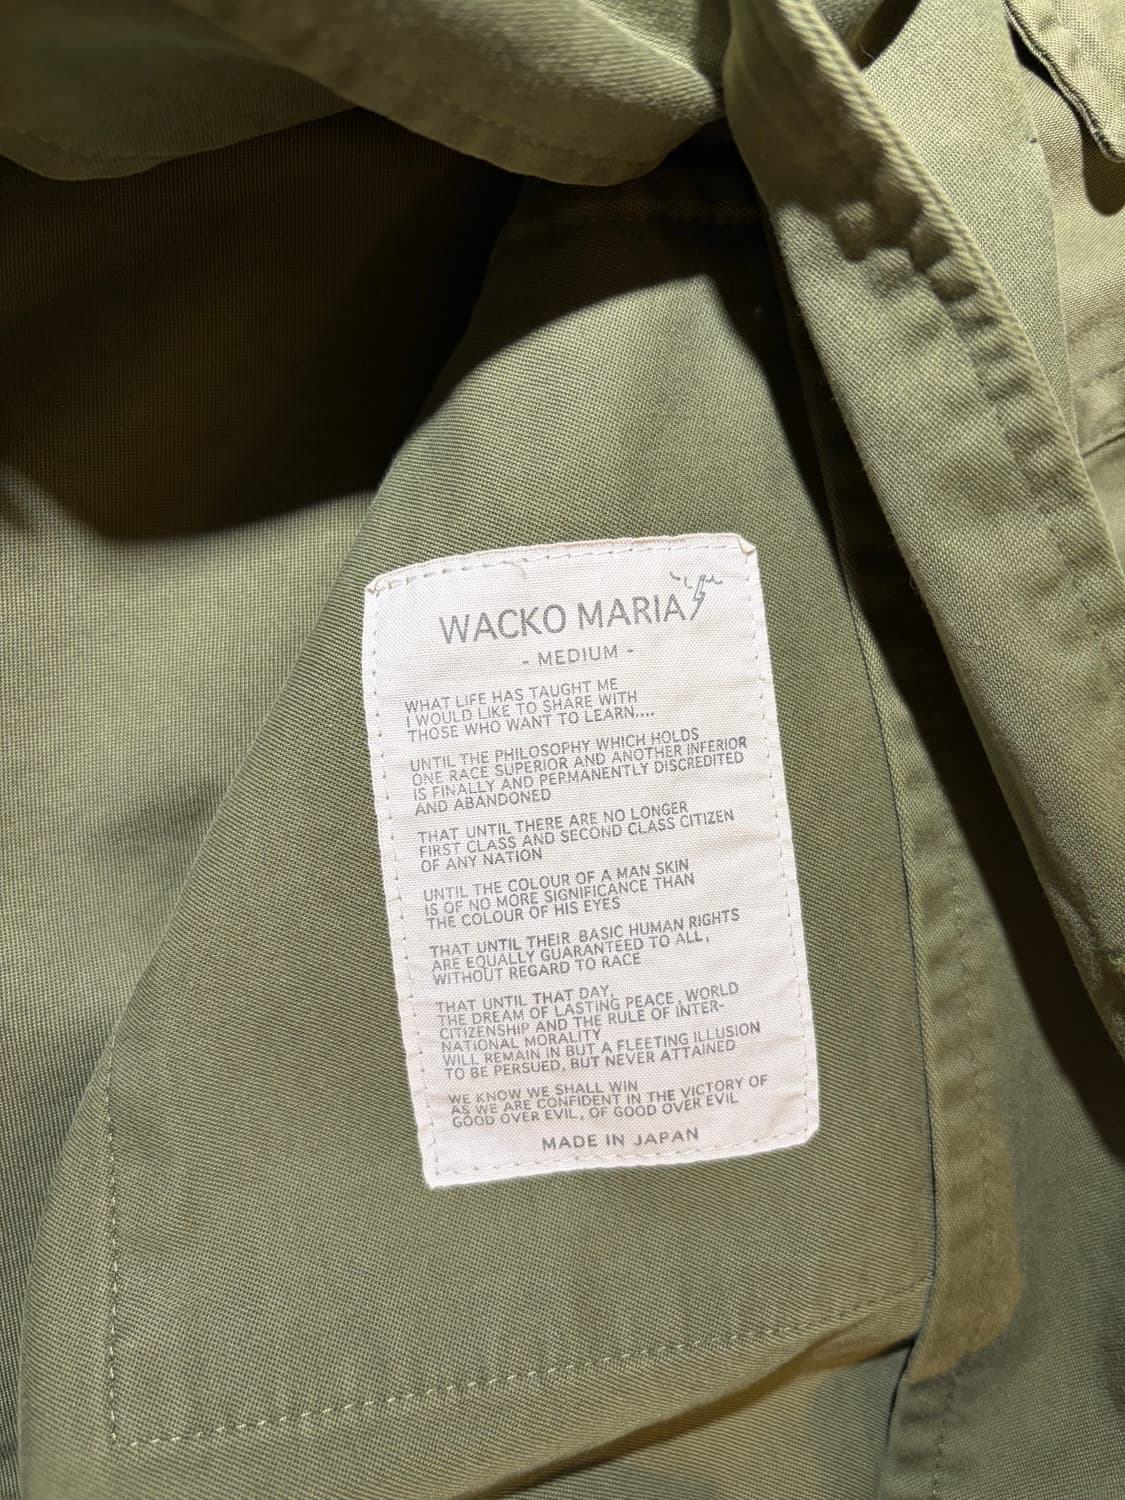 WACKO MARIA
- MEDIUM -
WHAT LIFE HAS TAUGHT ME
I WOULD LIKE TO SHARE WITH
THOSE WHO WANT TO LEARN....
UNTIL THE PHILOSOPHY WHICH HOLDS
ONE RACE SUPERIOR AND ANOTHER INFERIOR
IS FINALLY AND PERMANENTLY DISCREDITED
AND ABANDONED
THAT UNTIL THERE ARE NO LONGER
FIRST CLASS AND SECOND CLASS CITIZEN
OF ANY NATION
UNTIL THE COLOUR OF A MAN SKIN
IS OF NO MORE SIGNIFICANCE THAN
THE COLOUR OF HIS EYES
THAT UNTIL THEIR BASIC HUMAN RIGHTS
ARE EQUALLY GUARANTEED TO ALL,
WITHOUT REGARD TO RACE
THAT UNTIL THAT DAY,
THE DREAM OF LASTING PEACE, WORLD
CITIZENSHIP AND THE RULE OF INTER-
NATIONAL MORALITY
WILL REMAIN IN BUT A FLEETING ILLUSION
TO BE PERSUED, BUT NEVER ATTAINED
WE KNOW WE SHALL WIN
AS WE ARE CONFIDENT IN THE VICTORY OF
GOOD OVER EVIL, OF GOOD OVER EVIL
MADE IN JAPAN